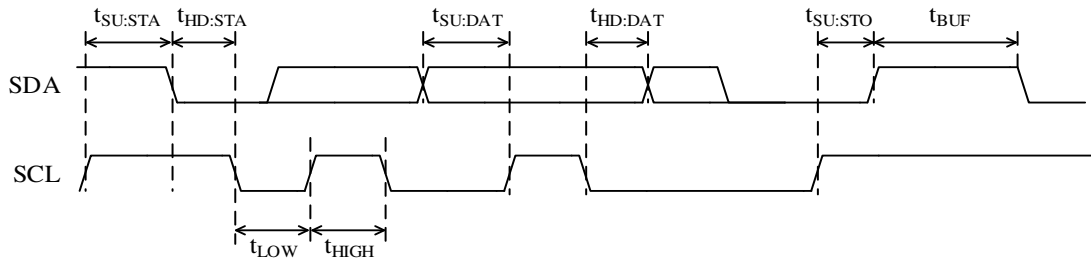 tSU:STA tHD:STA tSU:DAT tHD:DAT tSU:STO tBUF
SDA
SCL
tLOW tHIGH